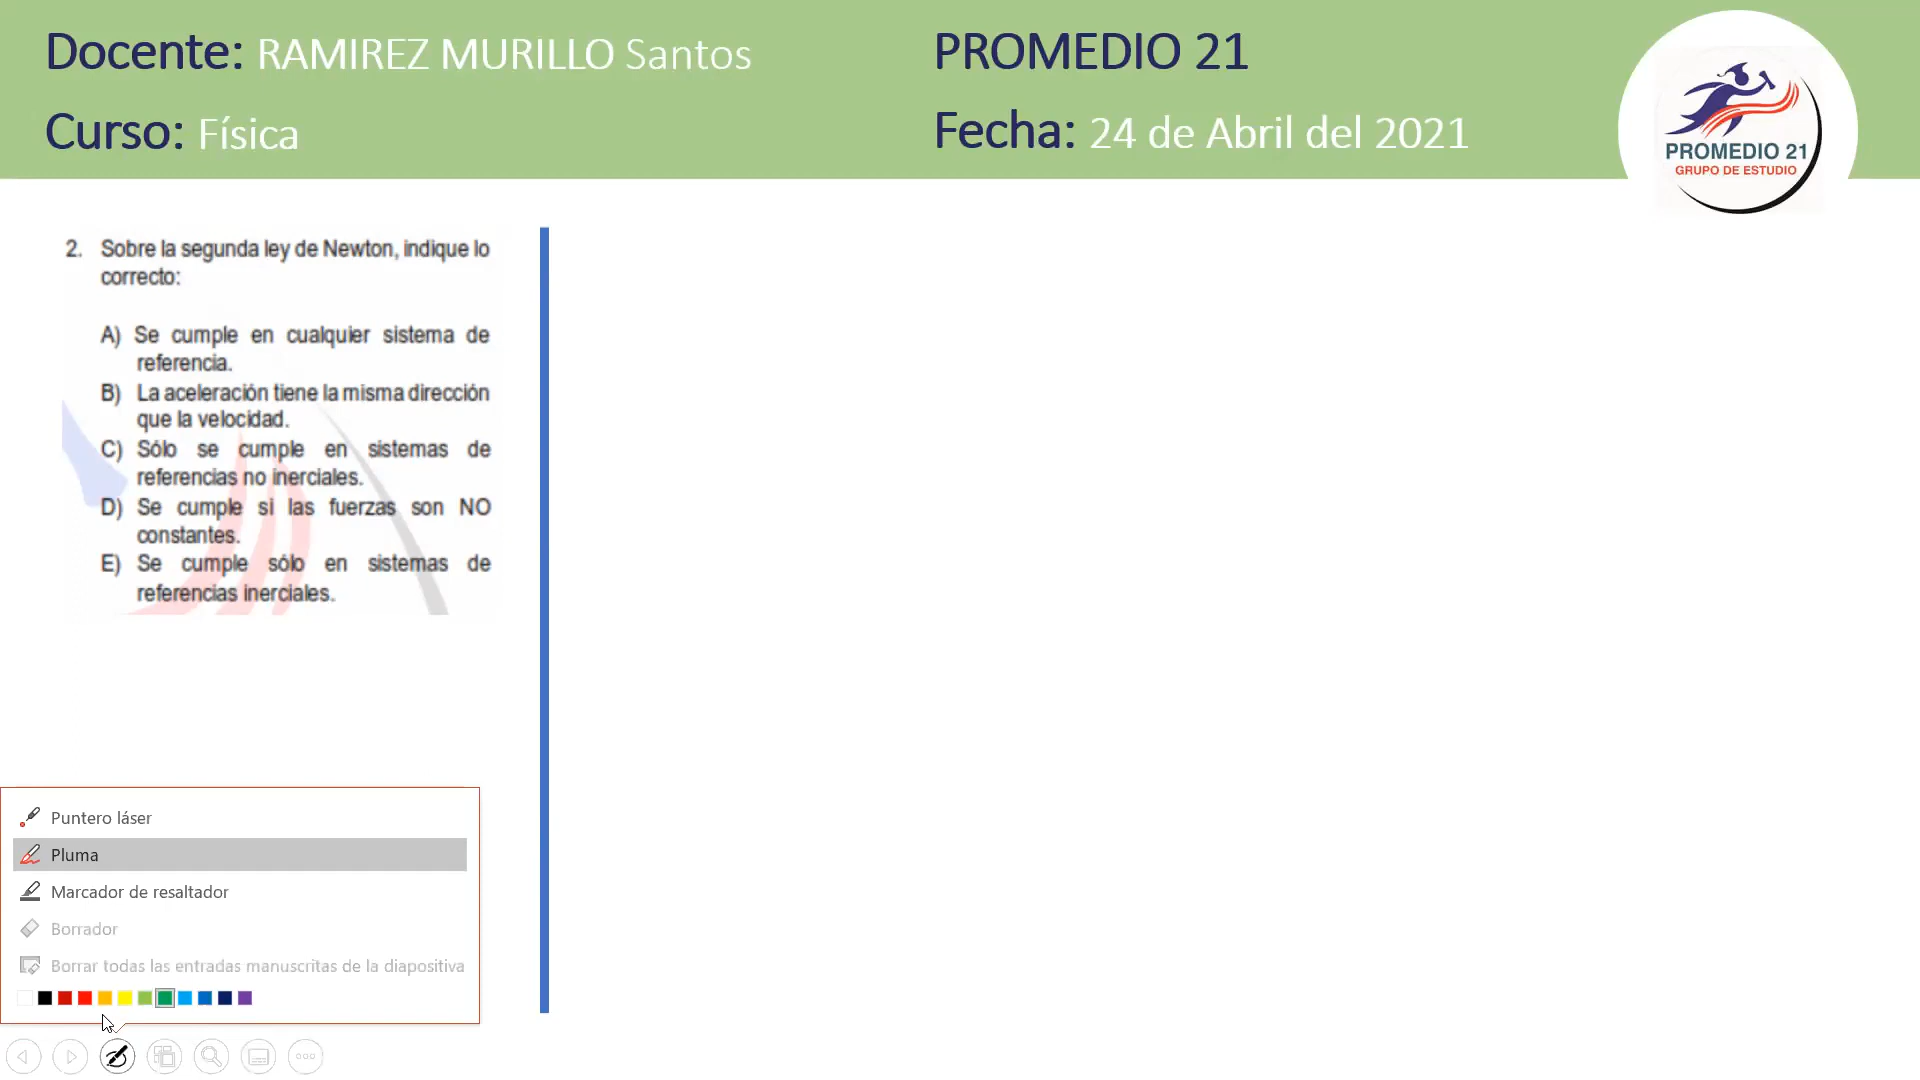 Docente: RAMIREZ MURILLO Santos
PROMEDIO 21
Curso: Física
Fecha: 24 de Abril del 2021
PROMEDIO 21
GRUPO DE ESTUDIO
2. Sobre la segunda ley de Newton, indique lo
correcto:
A) Se cumple en cualquier sistema de
referencia.
B) La aceleración tiene la misma dirección
que la velocidad.
C) Sólo se cumple en sistemas de
referencias no inerciales.
D) Se cumple si las fuerzas son NO
constantes.
E) Se cumple sólo en sistemas de
referencias inerciales.
Puntero láser
Pluma
Marcador de resaltador
Borrador
Borrar todas las entradas manuscritas de la diapositiva